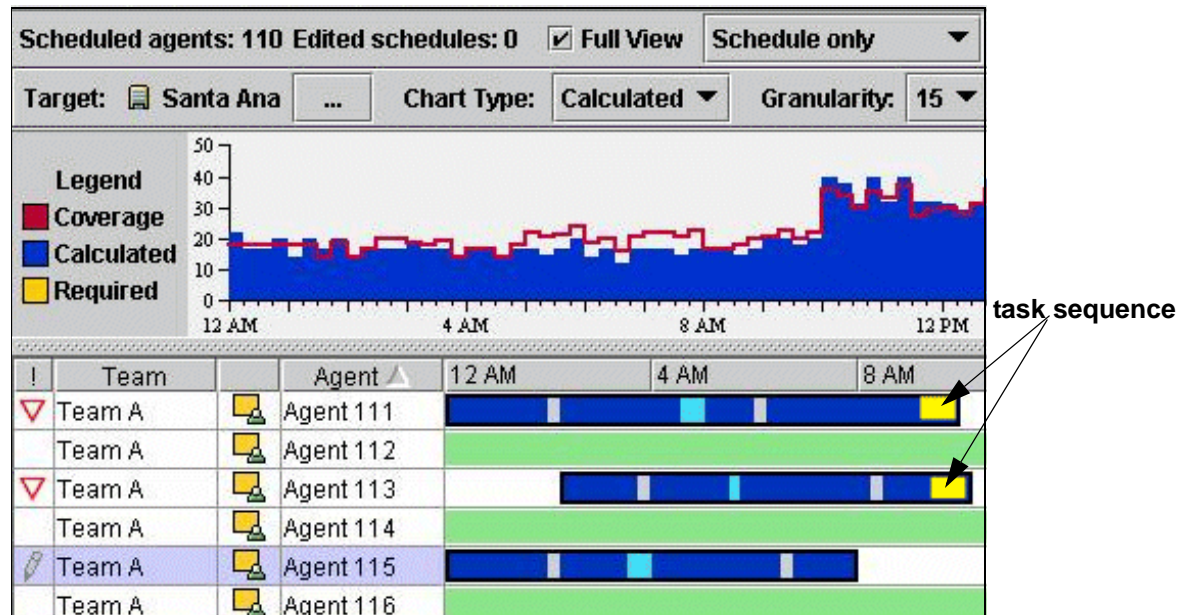 Scheduled agents: 110 Edited schedules: 0 Full View Schedule only
Target: Santa Ana ... Chart Type: Calculated Granularity: 15
Legend
Coverage
Calculated
Required
50
40
30
20
10
0
12 AM 4 AM 8 AM 12 PM
task sequence
! Team Agent 12 AM 4 AM 8 AM
Team A Agent 111
Team A Agent 112
Team A Agent 113
Team A Agent 114
Team A Agent 115
Team A Agent 116